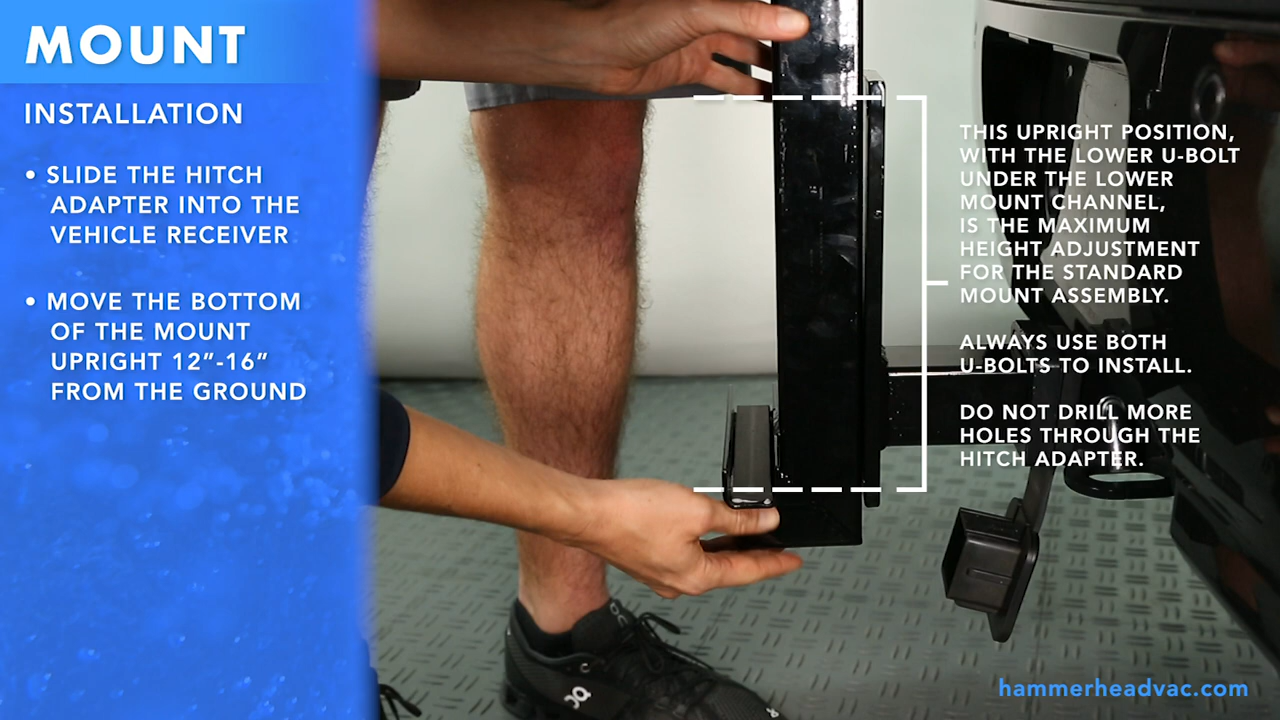 MOUNT
INSTALLATION
• SLIDE THE HITCH
ADAPTER INTO THE
VEHICLE RECEIVER
• MOVE THE BOTTOM
OF THE MOUNT
UPRIGHT 12”-16”
FROM THE GROUND
THIS UPRIGHT POSITION,
WITH THE LOWER U-BOLT
UNDER THE LOWER
MOUNT CHANNEL,
IS THE MAXIMUM
HEIGHT ADJUSTMENT
FOR THE STANDARD
MOUNT ASSEMBLY.
ALWAYS USE BOTH
U-BOLTS TO INSTALL.
DO NOT DRILL MORE
HOLES THROUGH THE
HITCH ADAPTER.
hammerheadvac.com